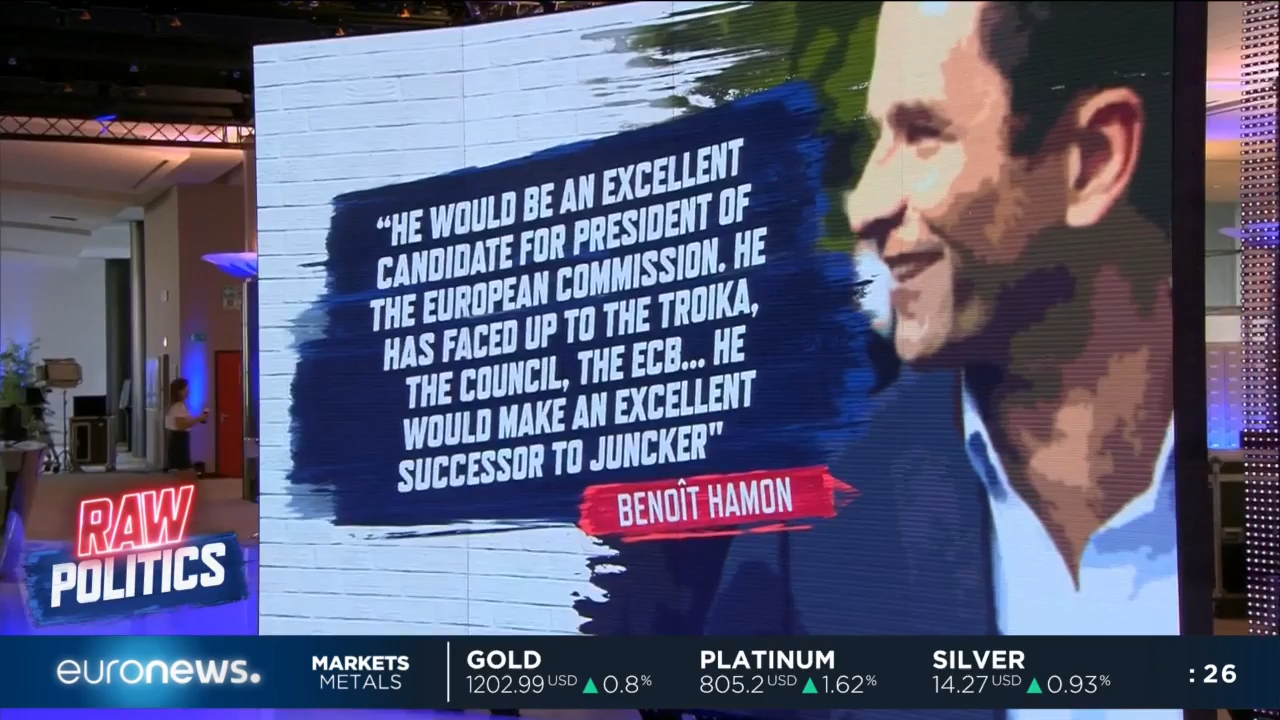 “HE WOULD BE AN EXCELLENT
CANDIDATE FOR PRESIDENT OF
THE EUROPEAN COMMISSION. HE
HAS FACED UP TO THE TROIKA,
THE COUNCIL, THE ECB... HE
WOULD MAKE AN EXCELLENT
SUCCESSOR TO JUNCKER"
BENOÎT HAMON
RAW
POLITICS
euronews.
MARKETS
METALS
GOLD
1202.99 USD ▲ 0.8%
PLATINUM
805.2 USD ▲ 1.62%
SILVER
14.27 USD ▲ 0.93%
: 26